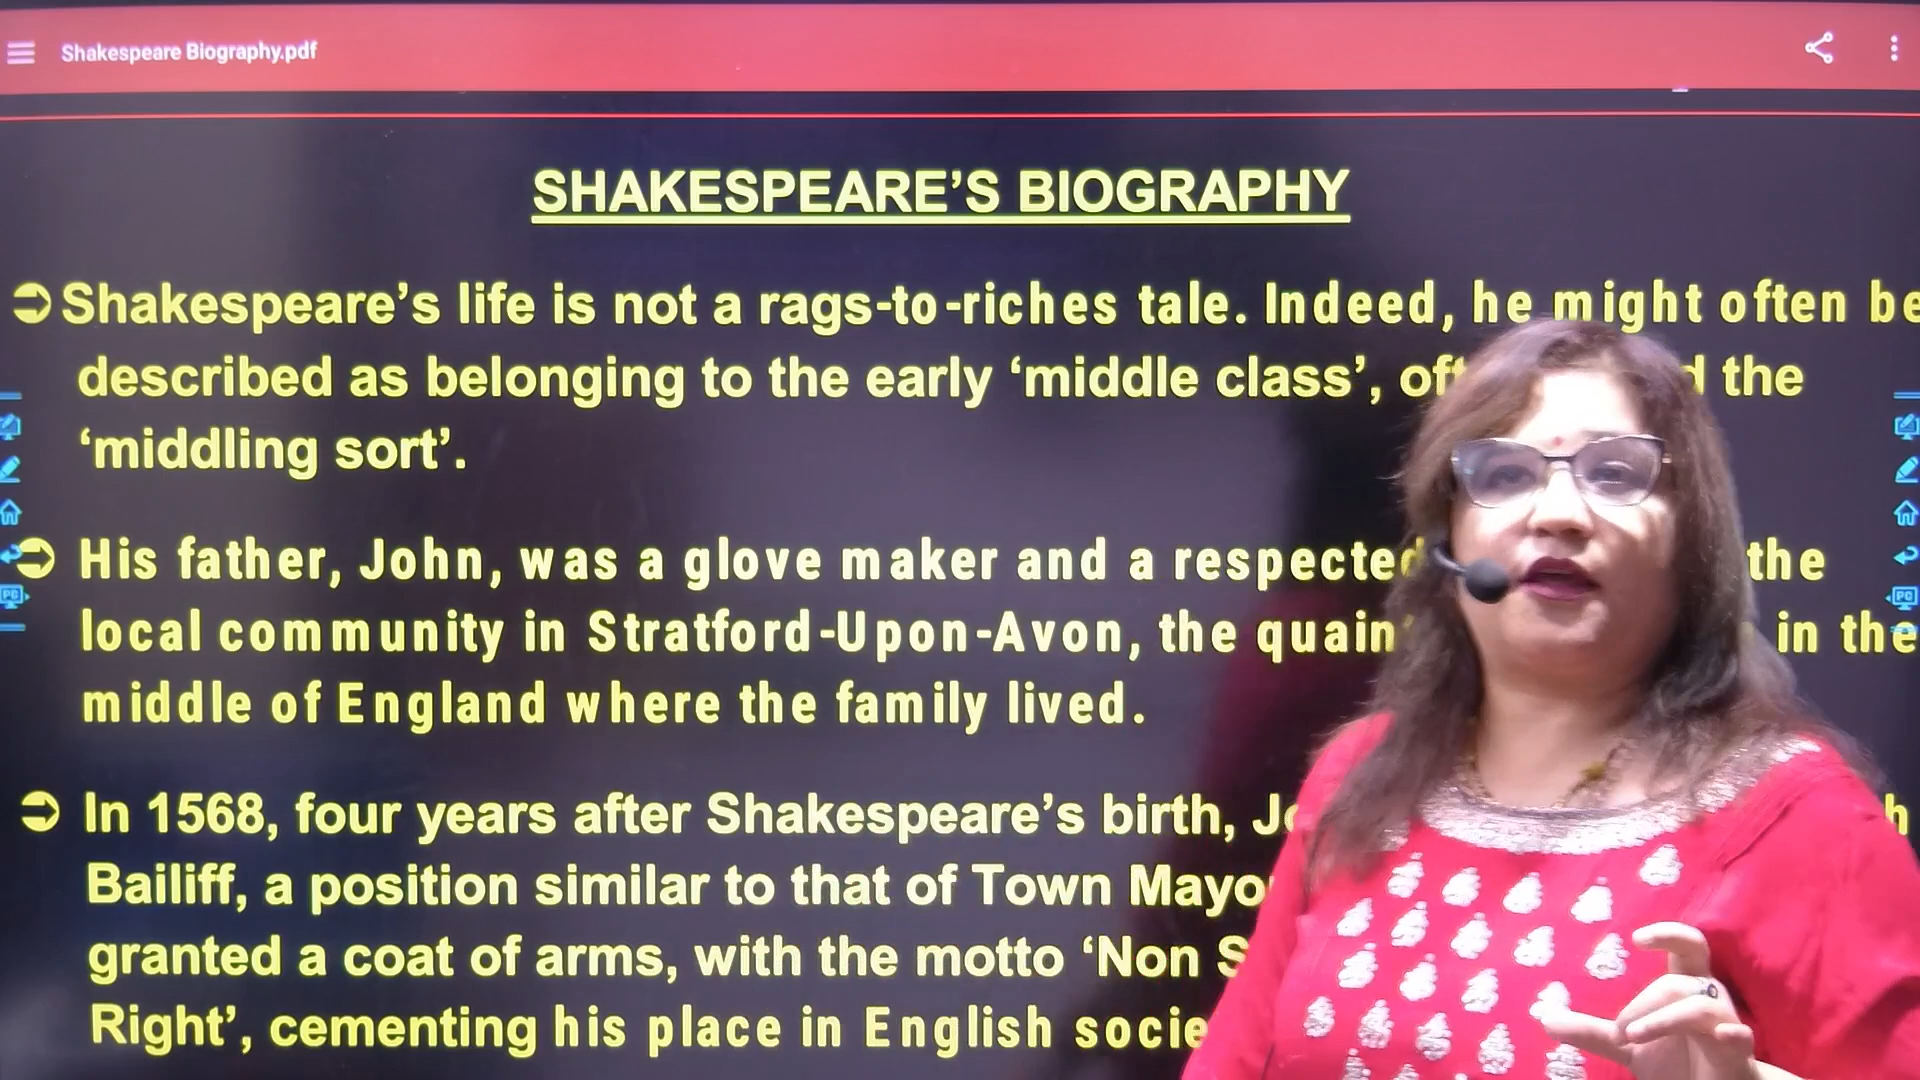 Shakespeare Biography.pdf
SHAKESPEARE'S BIOGRAPHY
➲ Shakespeare's life is not a rags-to-riches tale. Indeed, he might often be
described as belonging to the early 'middle class', the
'middling sort'.
➲ His father, John, was a glove maker and a respected the
local community in Stratford-Upon-Avon, the in the
middle of England where the family lived.
➲ In 1568, four years after Shakespeare's birth,
Bailiff, a position similar to that of Town
granted a coat of arms, with the motto 'Non
Right', cementing his place in English